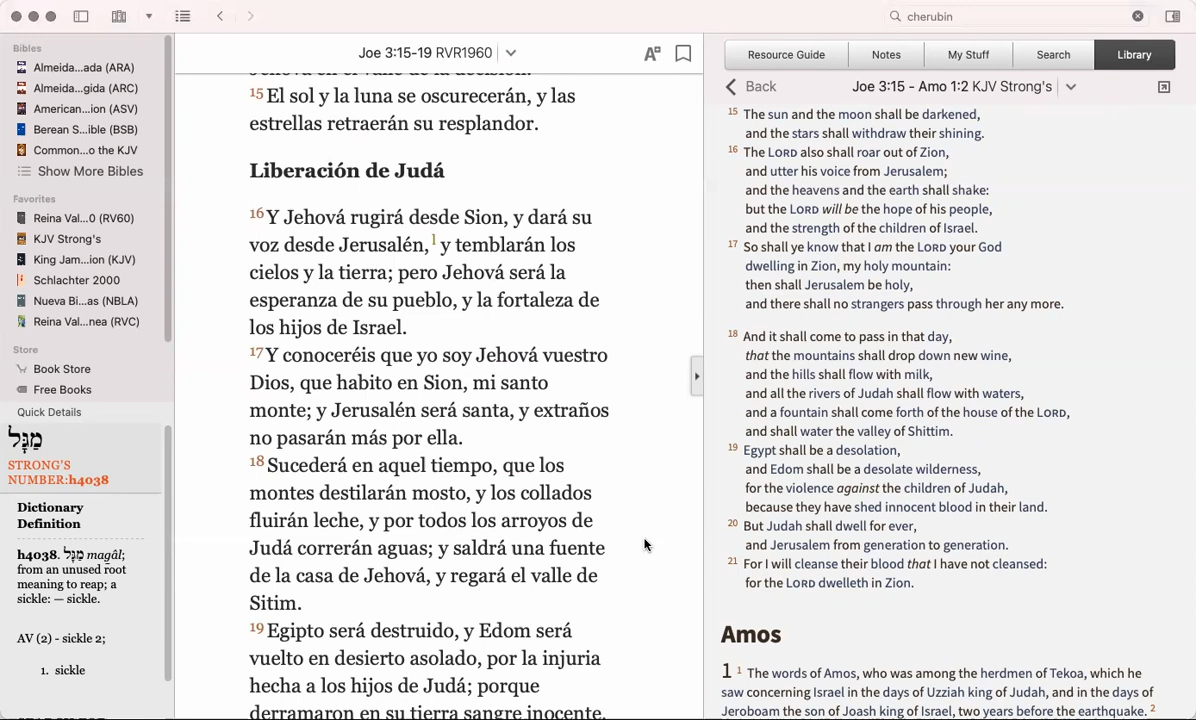 cherubin
Bibles
Almeida...ada (ARA)
Almeida...gida (ARC)
American...ion (ASV)
Berean S...ible (BSB)
Common...o the KJV
Show More Bibles
Favorites
Reina Val...0 (RV60)
KJV Strong's
King Jam...ion (KJV)
Schlachter 2000
Nueva Bi...as (NBLA)
Reina Val...nea (RVC)
Store
Book Store
Free Books
Quick Details
מַגָּל
STRONG'S
NUMBER:h4038
Dictionary
Definition
h4038. מַגָּל magâl;
from an unused root
meaning to reap; a
sickle: — sickle.
AV (2) - sickle 2;
1. sickle
Joe 3:15-19 RVR1960
15 El sol y la luna se oscurecerán, y las
estrellas retraerán su resplandor.
Liberación de Judá
16 Y Jehová rugirá desde Sion, y dará su
voz desde Jerusalén,1 y temblarán los
cielos y la tierra; pero Jehová será la
esperanza de su pueblo, y la fortaleza de
los hijos de Israel.
17 Y conoceréis que yo soy Jehová vuestro
Dios, que habito en Sion, mi santo
monte; y Jerusalén será santa, y extraños
no pasarán más por ella.
18 Sucederá en aquel tiempo, que los
montes destilarán mosto, y los collados
fluirán leche, y por todos los arroyos de
Judá correrán aguas; y saldrá una fuente
de la casa de Jehová, y regará el valle de
Sitim.
19 Egipto será destruido, y Edom será
vuelto en desierto asolado, por la injuria
hecha a los hijos de Judá; porque
derramaron en su tierra sangre inocente.
Resource Guide
Notes
My Stuff
Search
Library
Back
Joe 3:15 - Amo 1:2 KJV Strong's
15 The sun and the moon shall be darkened,
and the stars shall withdraw their shining.
16 The LORD also shall roar out of Zion,
and utter his voice from Jerusalem;
and the heavens and the earth shall shake:
but the LORD will be the hope of his people,
and the strength of the children of Israel.
17 So shall ye know that I am the LORD your God
dwelling in Zion, my holy mountain:
then shall Jerusalem be holy,
and there shall no strangers pass through her any more.
18 And it shall come to pass in that day,
that the mountains shall drop down new wine,
and the hills shall flow with milk,
and all the rivers of Judah shall flow with waters,
and a fountain shall come forth of the house of the LORD,
and shall water the valley of Shittim.
19 Egypt shall be a desolation,
and Edom shall be a desolate wilderness,
for the violence against the children of Judah,
because they have shed innocent blood in their land.
20 But Judah shall dwell for ever,
and Jerusalem from generation to generation.
21 For I will cleanse their blood that I have not cleansed:
for the LORD dwelleth in Zion.
Amos
1 1 The words of Amos, who was among the herdmen of Tekoa, which he
saw concerning Israel in the days of Uzziah king of Judah, and in the days of
Jeroboam the son of Joash king of Israel, two years before the earthquake. 2